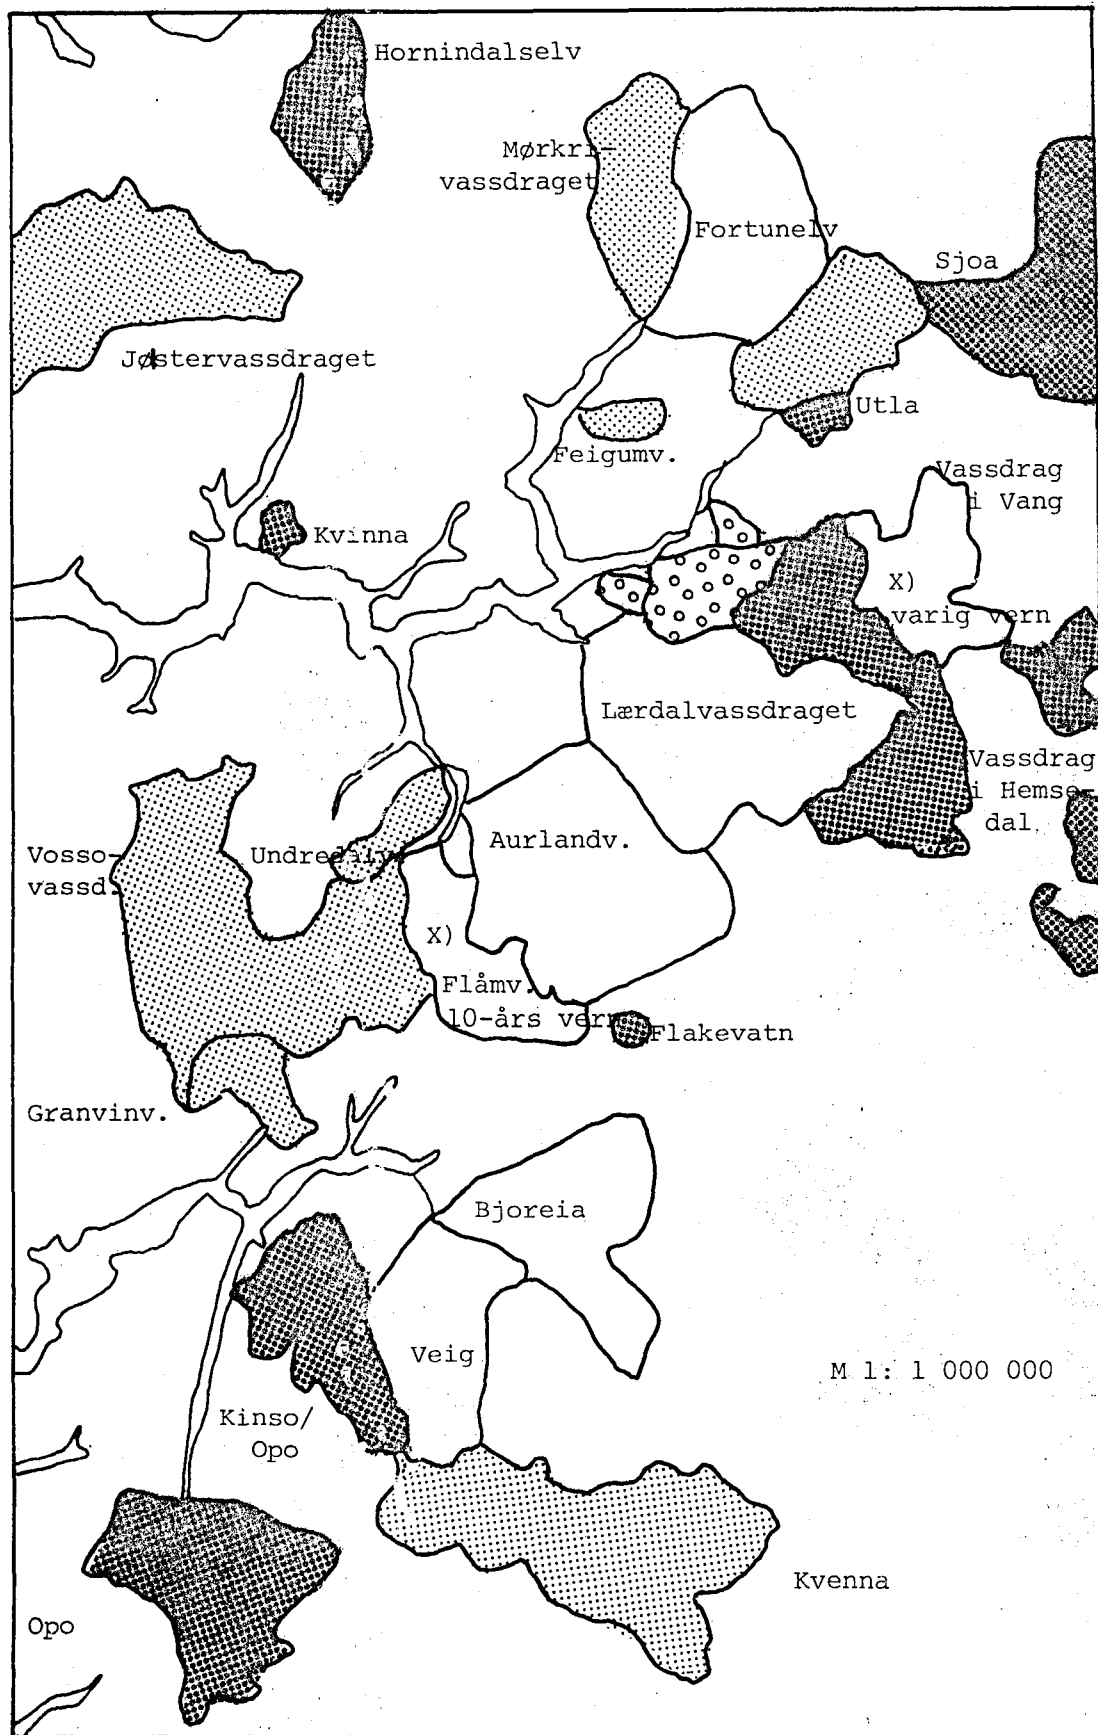 Hornindalselv
Mørkri-
vassdraget
Fortunelv
Sjoa
Jøstervassdraget
Utla
Feigumv.
Vassdrag
i Vang
Kvinna
X)
varig vern
Lærdalvassdraget
Vassdrag
i Hemse-
dal.
Aurlandv.
Vosso-
vassd.
Undredalv.
X)
Flåmv.
10-års vern
Flakevatn
Granvinv.
Bjoreia
Veig
M 1: 1 000 000
Kinso/
Opo
Kvenna
Opo